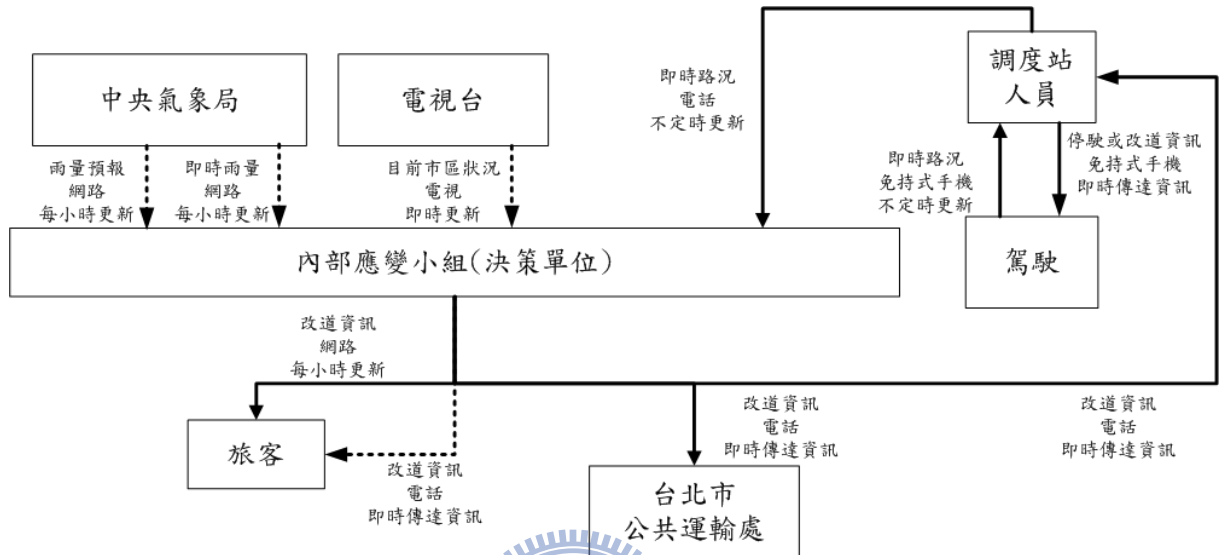 中央氣象局
電視台
調度站
人員
即時路況
電話
不定時更新
雨量預報
網路
每小時更新
即時雨量
網路
每小時更新
目前市區狀況
電視
即時更新
即時路況
免持式手機
不定時更新
停駛或改道資訊
免持式手機
即時傳達資訊
內部應變小組(決策單位)
駕駛
改道資訊
網路
每小時更新
旅客
改道資訊
電話
即時傳達資訊
改道資訊
電話
即時傳達資訊
台北市
公共運輸處
改道資訊
電話
即時傳達資訊